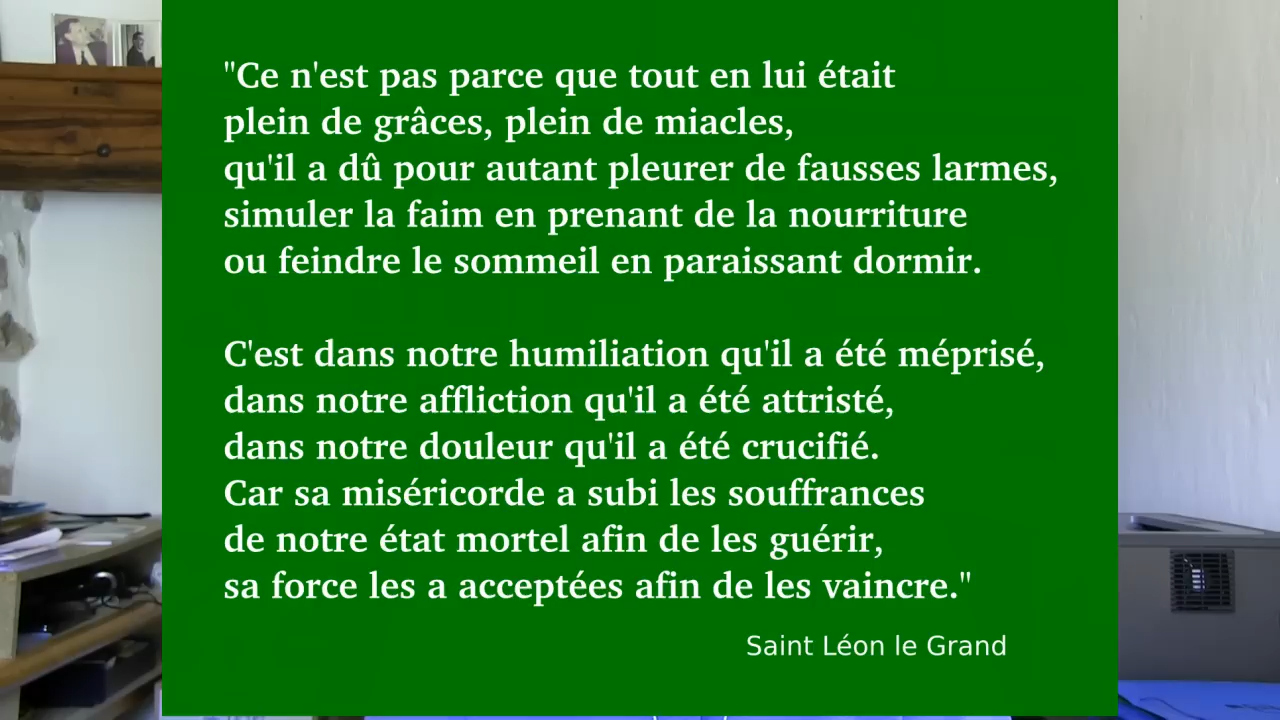 "Ce n'est pas parce que tout en lui était
plein de grâces, plein de miacles,
qu'il a dû pour autant pleurer de fausses larmes,
simuler la faim en prenant de la nourriture
ou feindre le sommeil en paraissant dormir.

C'est dans notre humiliation qu'il a été méprisé,
dans notre affliction qu'il a été attristé,
dans notre douleur qu'il a été crucifié.
Car sa miséricorde a subi les souffrances
de notre état mortel afin de les guérir,
sa force les a acceptées afin de les vaincre."
Saint Léon le Grand